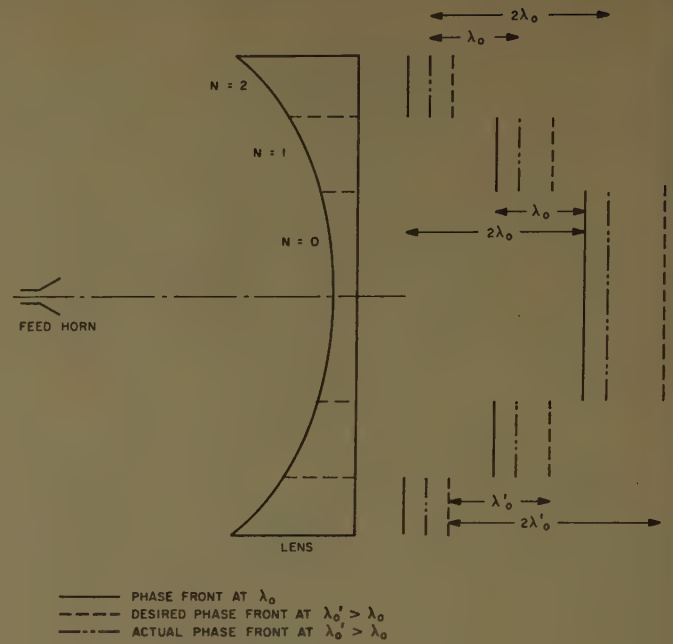 2λ₀
λ₀
N = 2
N = 1
λ₀
2λ₀
N = 0
FEED HORN
λ'₀
2λ'₀
LENS
PHASE FRONT AT λ₀
DESIRED PHASE FRONT AT λ₀' > λ₀
ACTUAL PHASE FRONT AT λ₀' > λ₀